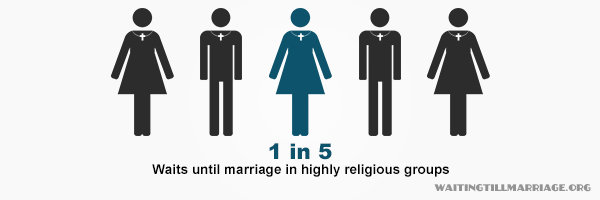 1 in 5
Waits until marriage in highly religious groups
WAITINGTILLMARRIAGE.ORG